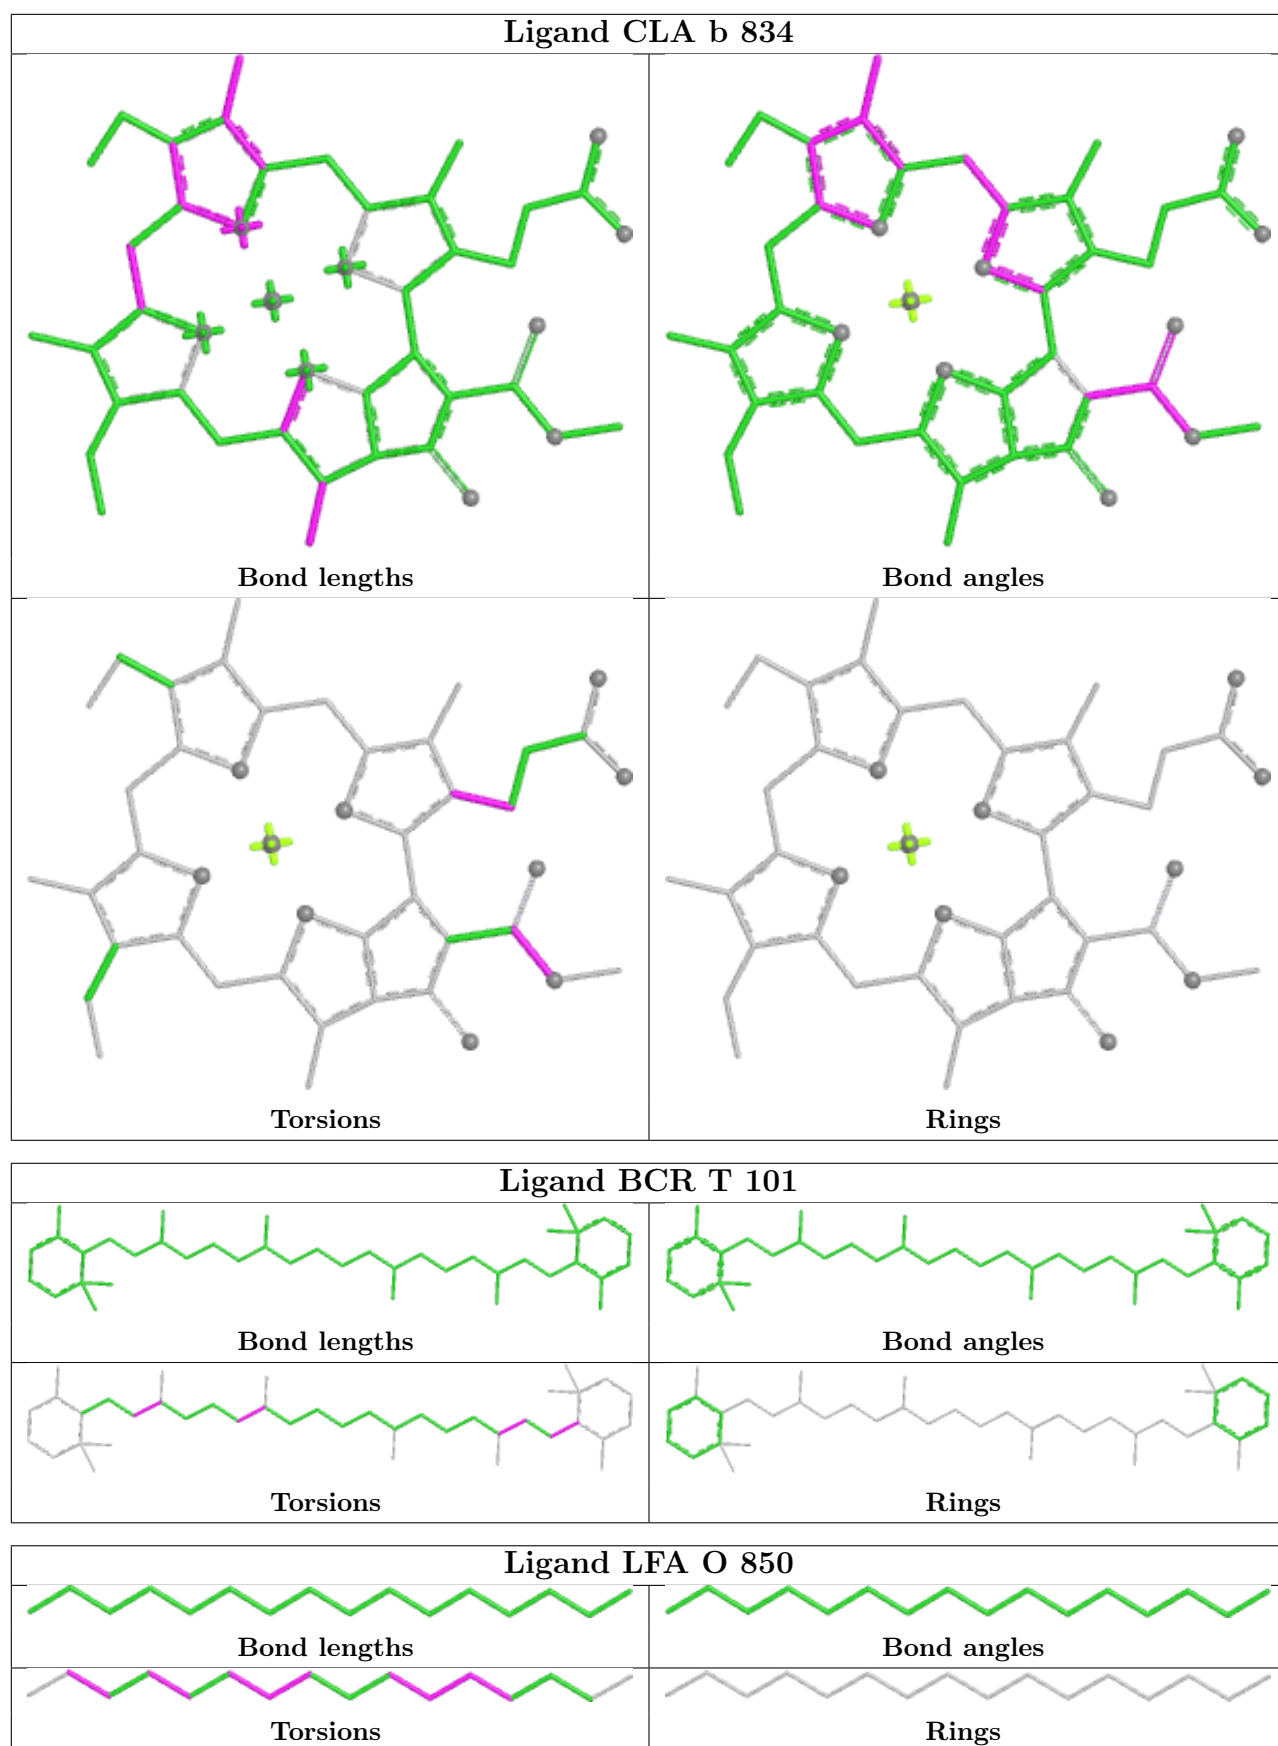 Ligand CLA b 834
Bond lengths
Bond angles
Torsions
Rings
Ligand BCR T 101
Bond lengths
Bond angles
Torsions
Rings
Ligand LFA O 850
Bond lengths
Bond angles
Torsions
Rings